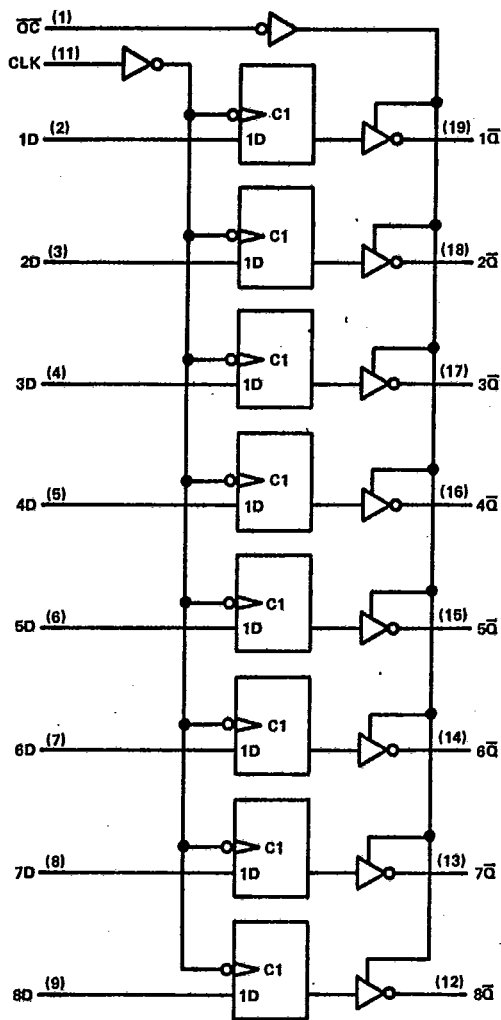 O̅C̅ (1)
CLK (11)
C1
1D (2) 1D (19) 1Q̅
C1
2D (3) 1D (18) 2Q̅
C1
3D (4) 1D (17) 3Q̅
C1
4D (5) 1D (16) 4Q̅
C1
5D (6) 1D (15) 5Q̅
C1
6D (7) 1D (14) 6Q̅
C1
7D (8) 1D (13) 7Q̅
C1
8D (9) 1D (12) 8Q̅